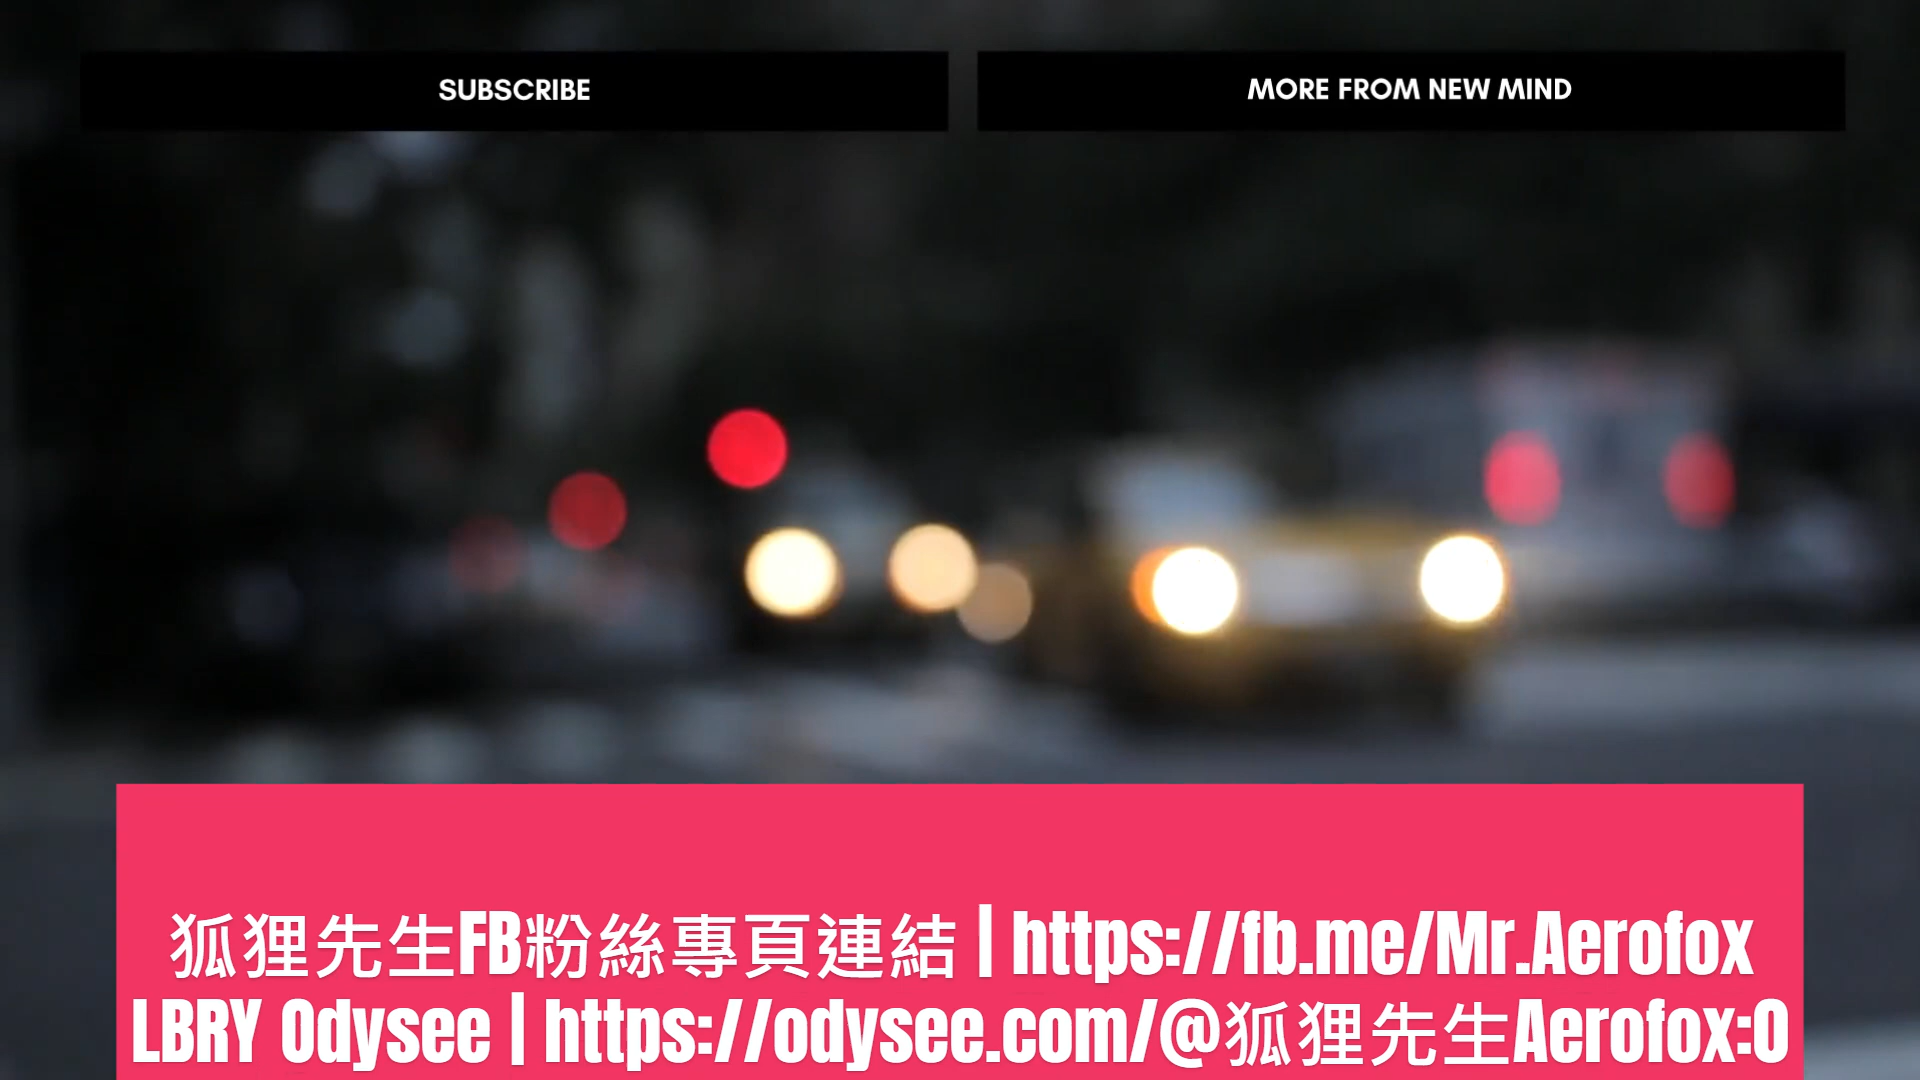 SUBSCRIBE
MORE FROM NEW MIND
狐狸先生FB粉絲專頁連結 | https://fb.me/Mr.Aerofox
LBRY Odysee | https://odysee.com/@狐狸先生Aerofox:0